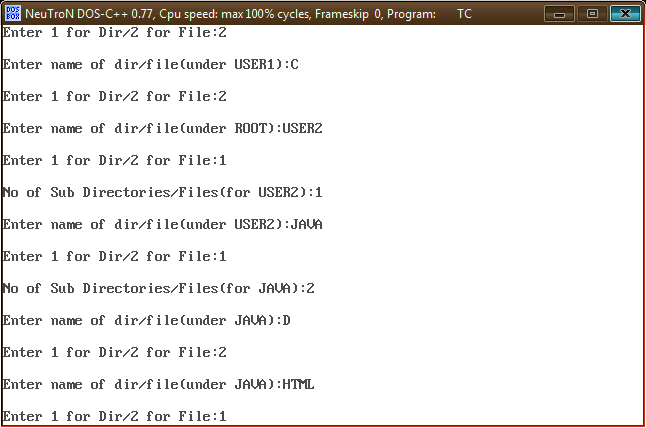 DOS BOX
NeuTroN DOS-C++ 0.77, Cpu speed: max 100% cycles, Frameskip 0, Program: TC
Enter 1 for Dir/2 for File:2
Enter name of dir/file(under USER1):C
Enter 1 for Dir/2 for File:2
Enter name of dir/file(under ROOT):USER2
Enter 1 for Dir/2 for File:1
No of Sub Directories/Files(for USER2):1
Enter name of dir/file(under USER2):JAVA
Enter 1 for Dir/2 for File:1
No of Sub Directories/Files(for JAVA):2
Enter name of dir/file(under JAVA):D
Enter 1 for Dir/2 for File:2
Enter name of dir/file(under JAVA):HTML
Enter 1 for Dir/2 for File:1